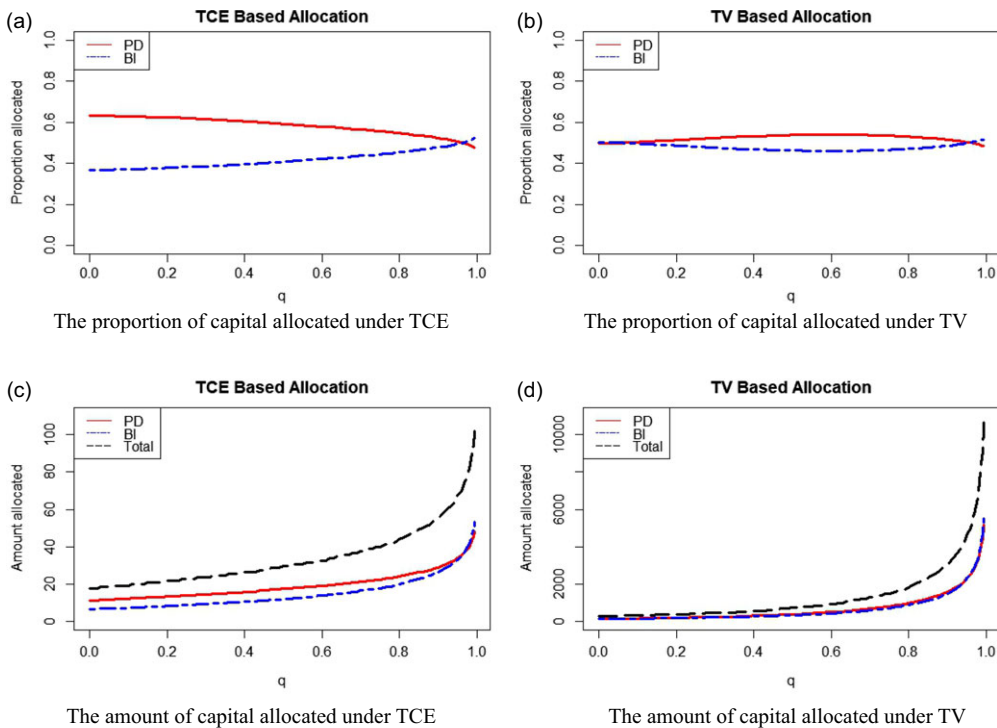 (a)
TCE Based Allocation
PD
BI
Proportion allocated
0.0 0.2 0.4 0.6 0.8 1.0
0.0 0.2 0.4 0.6 0.8 1.0
q
The proportion of capital allocated under TCE
(b)
TV Based Allocation
PD
BI
Proportion allocated
0.0 0.2 0.4 0.6 0.8 1.0
0.0 0.2 0.4 0.6 0.8 1.0
q
The proportion of capital allocated under TV
(c)
TCE Based Allocation
PD
BI
Total
Amount allocated
0 20 40 60 80 100
0.0 0.2 0.4 0.6 0.8 1.0
q
The amount of capital allocated under TCE
(d)
TV Based Allocation
PD
BI
Total
Amount allocated
0 2000 6000 10000
0.0 0.2 0.4 0.6 0.8 1.0
q
The amount of capital allocated under TV